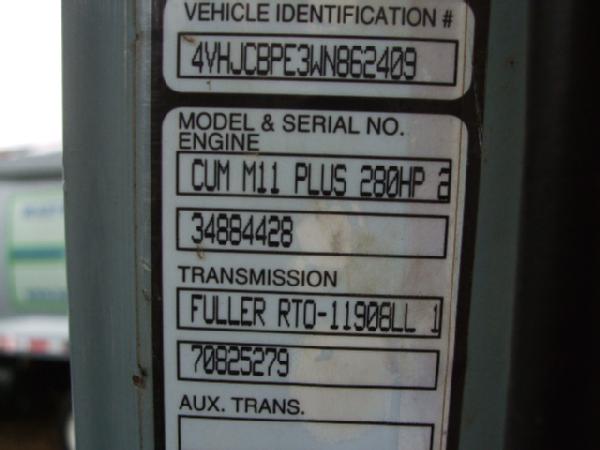 VEHICLE IDENTIFICATION #
4VHJCBPE3WN862409
MODEL & SERIAL NO.
ENGINE
CUM M11 PLUS 280HP 2
34884428
TRANSMISSION
FULLER RTO-11908LL 1
70825279
AUX. TRANS.